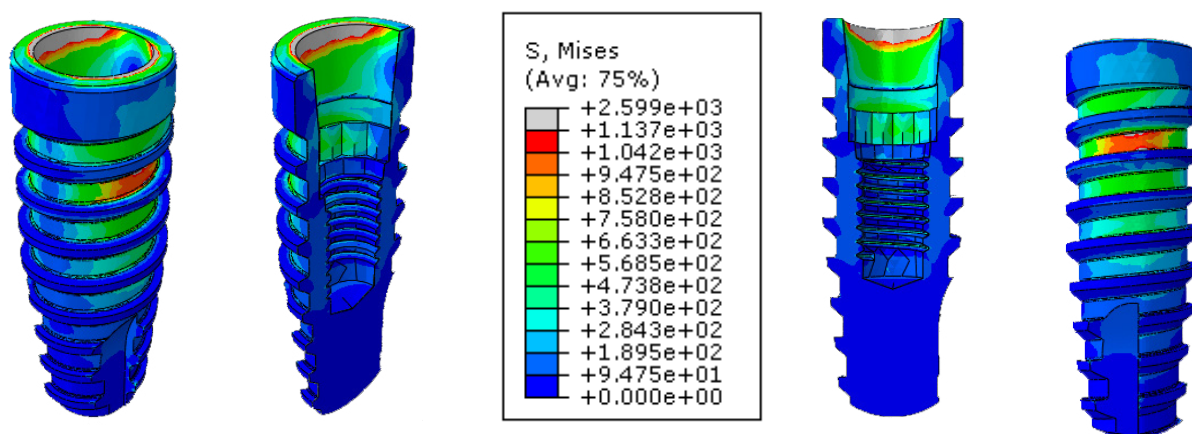 S, Mises
(Avg: 75%)
+2.599e+03
+1.137e+03
+1.042e+03
+9.475e+02
+8.528e+02
+7.580e+02
+6.633e+02
+5.685e+02
+4.738e+02
+3.790e+02
+2.843e+02
+1.895e+02
+9.475e+01
+0.000e+00